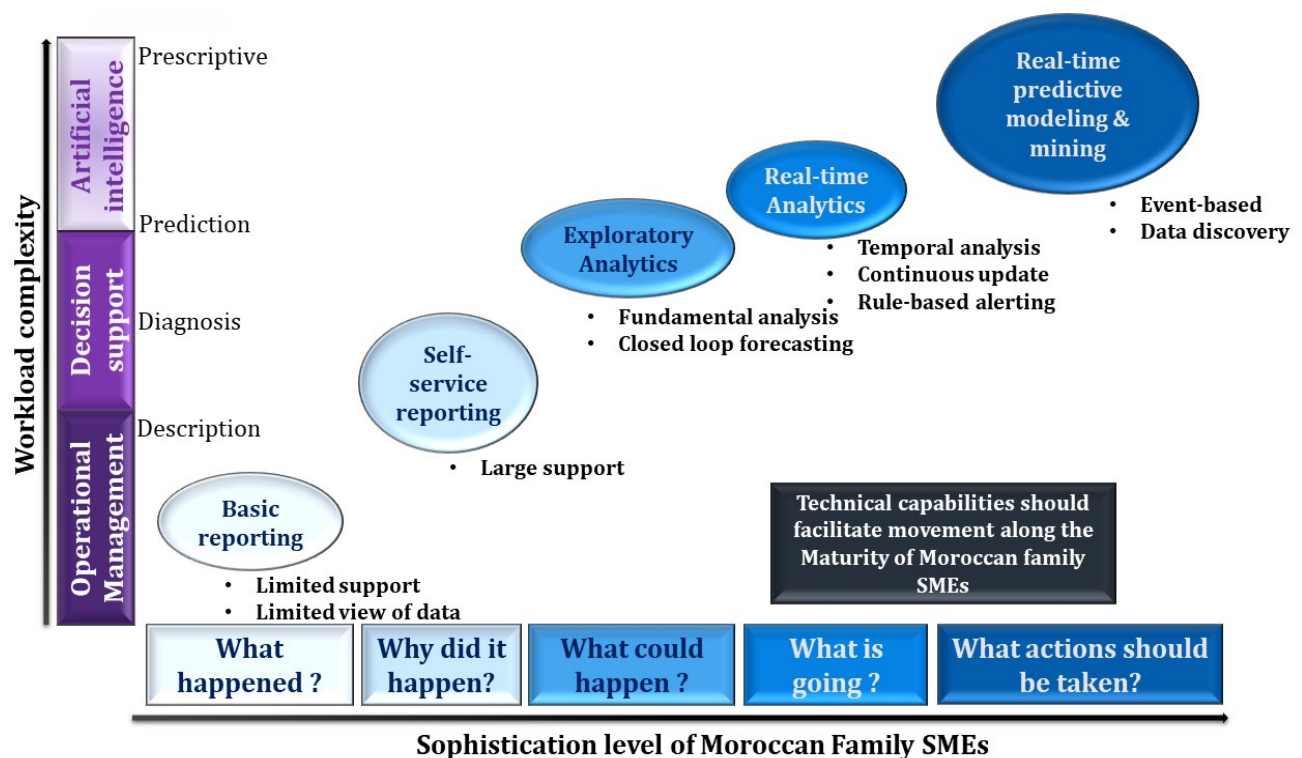 Workload complexity
Artificial
intelligence
Decision
support
Operational
Management
Prescriptive
Prediction
Diagnosis
Description
Basic
reporting
• Limited support
• Limited view of data
Self-
service
reporting
• Large support
Exploratory
Analytics
• Fundamental analysis
• Closed loop forecasting
Real-time
Analytics
• Temporal analysis
• Continuous update
• Rule-based alerting
Real-time
predictive
modeling &
mining
• Event-based
• Data discovery
Technical capabilities should
facilitate movement along the
Maturity of Moroccan family
SMEs
What
happened ?
Why did it
happen?
What could
happen ?
What is
going ?
What actions should
be taken?
Sophistication level of Moroccan Family SMEs